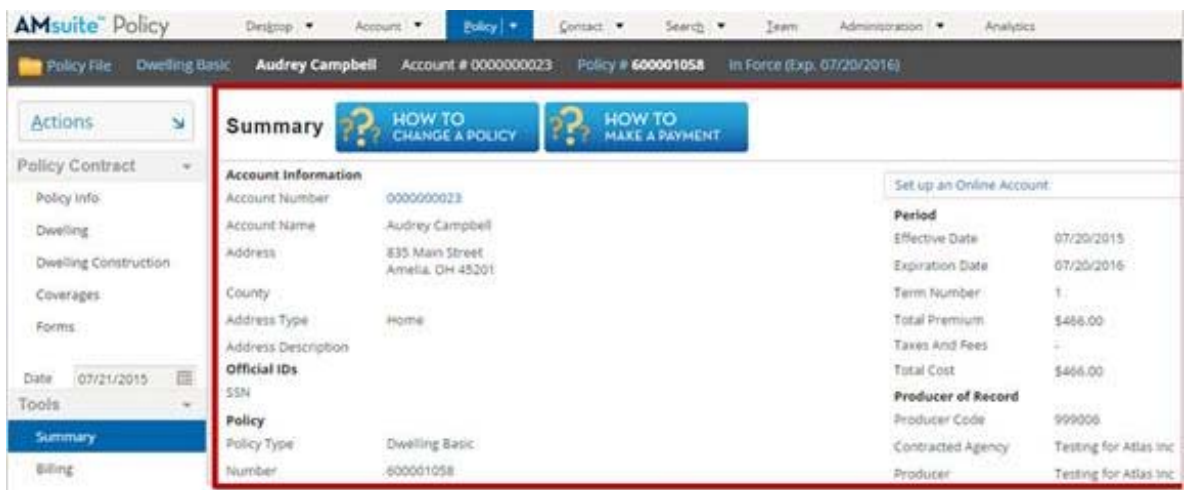 AMsuite™ Policy Desktop Account Policy Contact Search Team Administration Analytics
Policy File Dwelling Basic Audrey Campbell Account # 0000000023 Policy # 600001058 In Force (Exp. 07/20/2016)
Actions
Policy Contract
Policy Info
Dwelling
Dwelling Construction
Coverages
Forms
Date 07/21/2015
Tools
Summary
Billing
Summary
??? HOW TO
CHANGE A POLICY
??? HOW TO
MAKE A PAYMENT
Account Information
Account Number 0000000023
Account Name Audrey Campbell
Address 835 Main Street
Amelia, OH 45201
County
Address Type Home
Address Description
Official IDs
SSN
Policy
Policy Type Dwelling Basic
Number 600001058
Set up an Online Account
Period
Effective Date 07/20/2015
Expiration Date 07/20/2016
Term Number 1
Total Premium $466.00
Taxes And Fees -
Total Cost $466.00
Producer of Record
Producer Code 999006
Contracted Agency Testing for Atlas Inc
Producer Testing for Atlas Inc